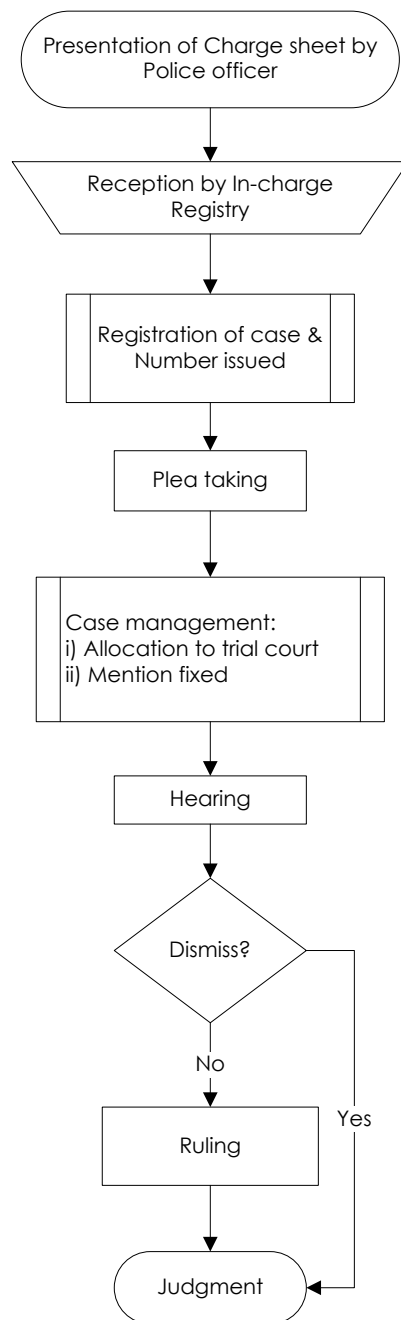 Presentation of Charge sheet by
Police officer
Reception by In-charge
Registry
Registration of case &
Number issued
Plea taking
Case management:
i) Allocation to trial court
ii) Mention fixed
Hearing
Dismiss?
No
Yes
Ruling
Judgment